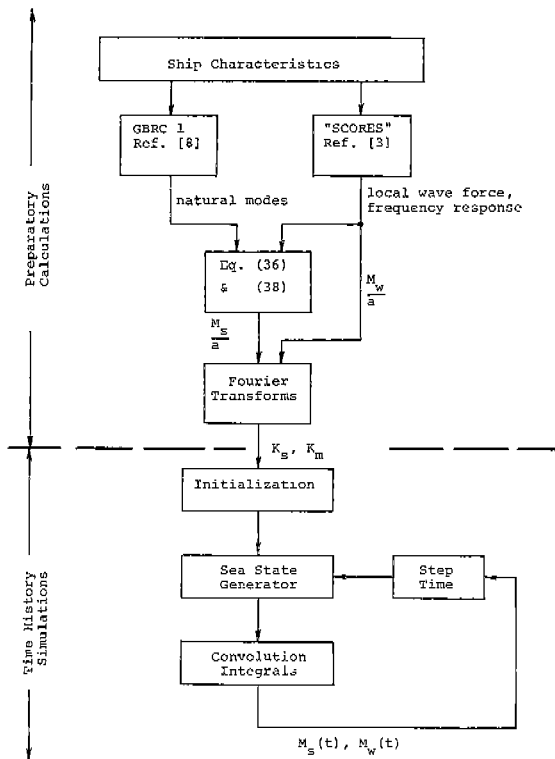 Ship Characteristics
GBRC 1
Ref. [8]
"SCORES"
Ref. [3]
natural modes
local wave force,
frequency response
Eq. (36)
& (38)
M_w
a
M_s
a
Fourier
Transforms
Preparatory
Calculations
K_s, K_m
Initialization
Sea State
Generator
Step
Time
Convolution
Integrals
M_s(t), M_w(t)
Time History
Simulations